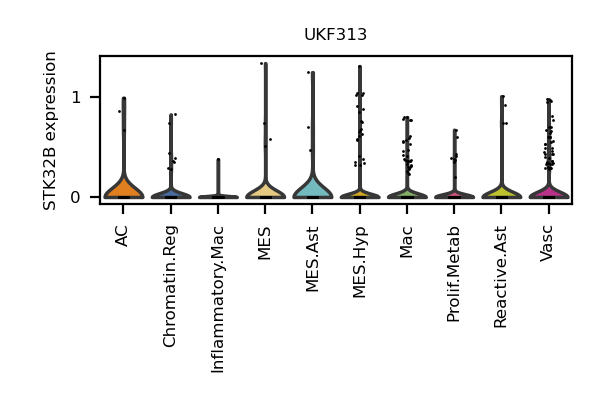 UKF313
STK32B expression
1
0
AC
Chromatin.Reg
Inflammatory.Mac
MES
MES.Ast
MES.Hyp
Mac
Prolif.Metab
Reactive.Ast
Vasc